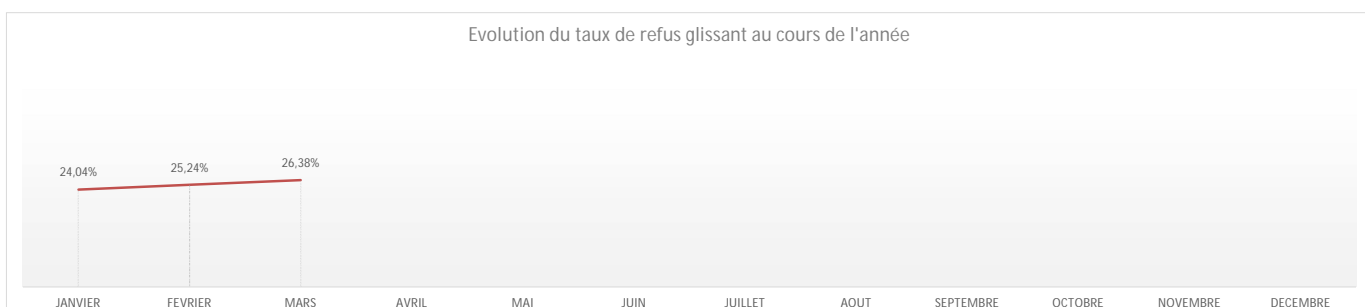 Evolution du taux de refus glissant au cours de l'année
24,04% 25,24% 26,38%
JANVIER FEVRIER MARS AVRIL MAI JUIN JUILLET AOUT SEPTEMBRE OCTOBRE NOVEMBRE DECEMBRE